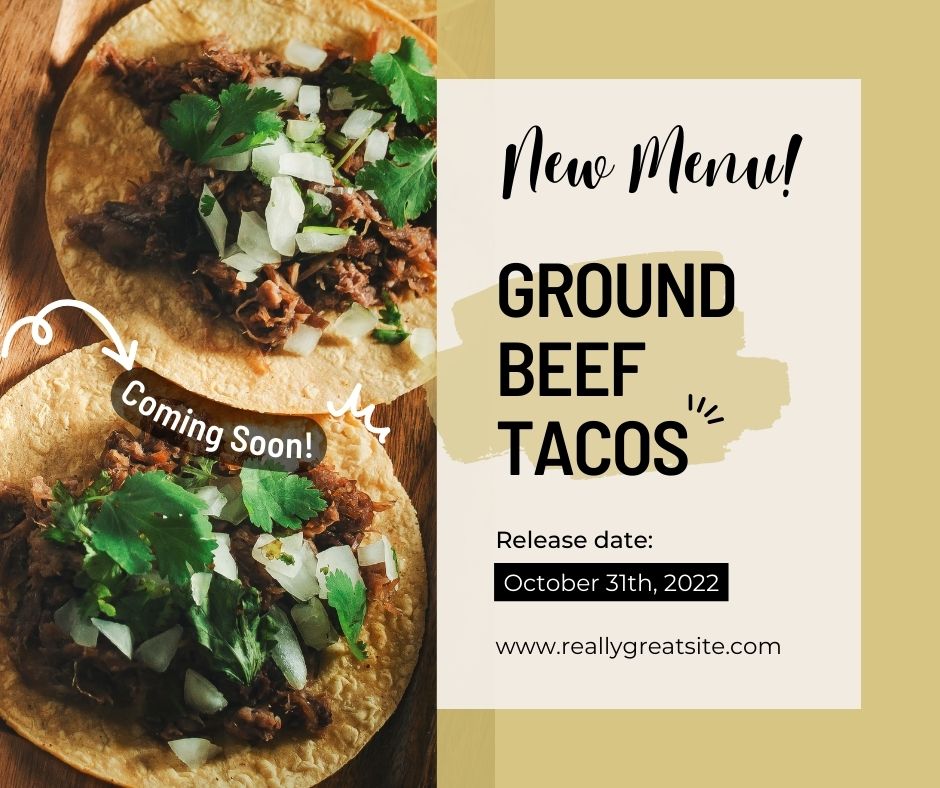 New Menu!
GROUND
BEEF
TACOS
Coming Soon!
Release date:
October 31th, 2022
www.reallygreatsite.com